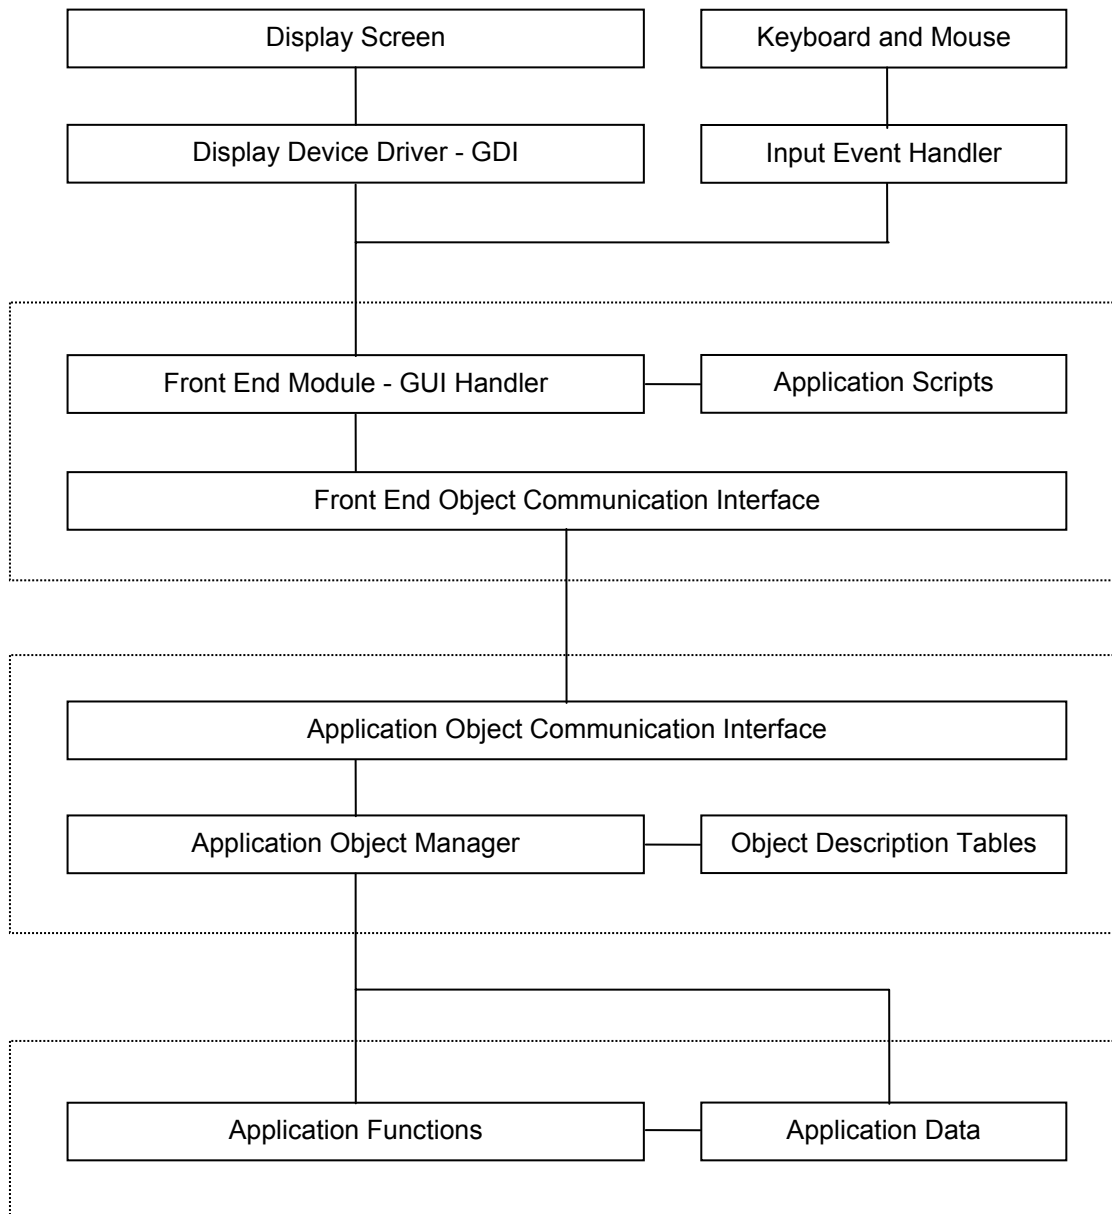 Display Screen
Keyboard and Mouse
Display Device Driver - GDI
Input Event Handler
Front End Module - GUI Handler
Application Scripts
Front End Object Communication Interface
Application Object Communication Interface
Application Object Manager
Object Description Tables
Application Functions
Application Data